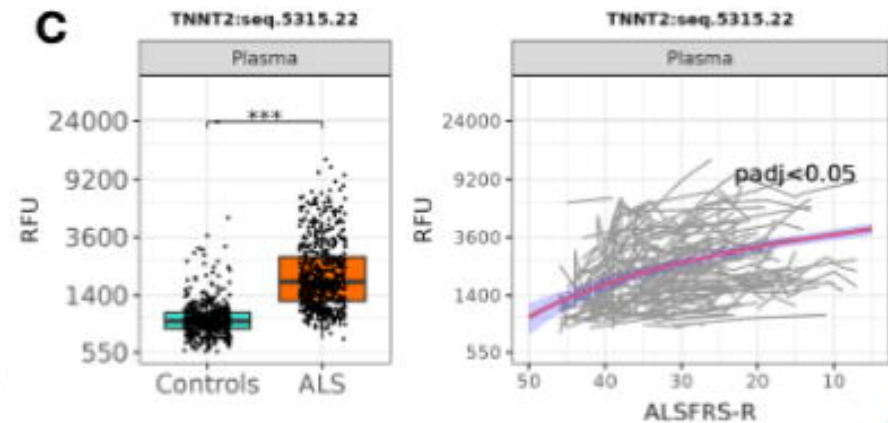 C
TNNT2:seq.5315.22
Plasma
RFU
24000
9200
3600
1400
550
***
Controls
ALS
TNNT2:seq.5315.22
Plasma
RFU
24000
9200
3600
1400
550
padj<0.05
50
40
30
20
10
ALSFRS-R